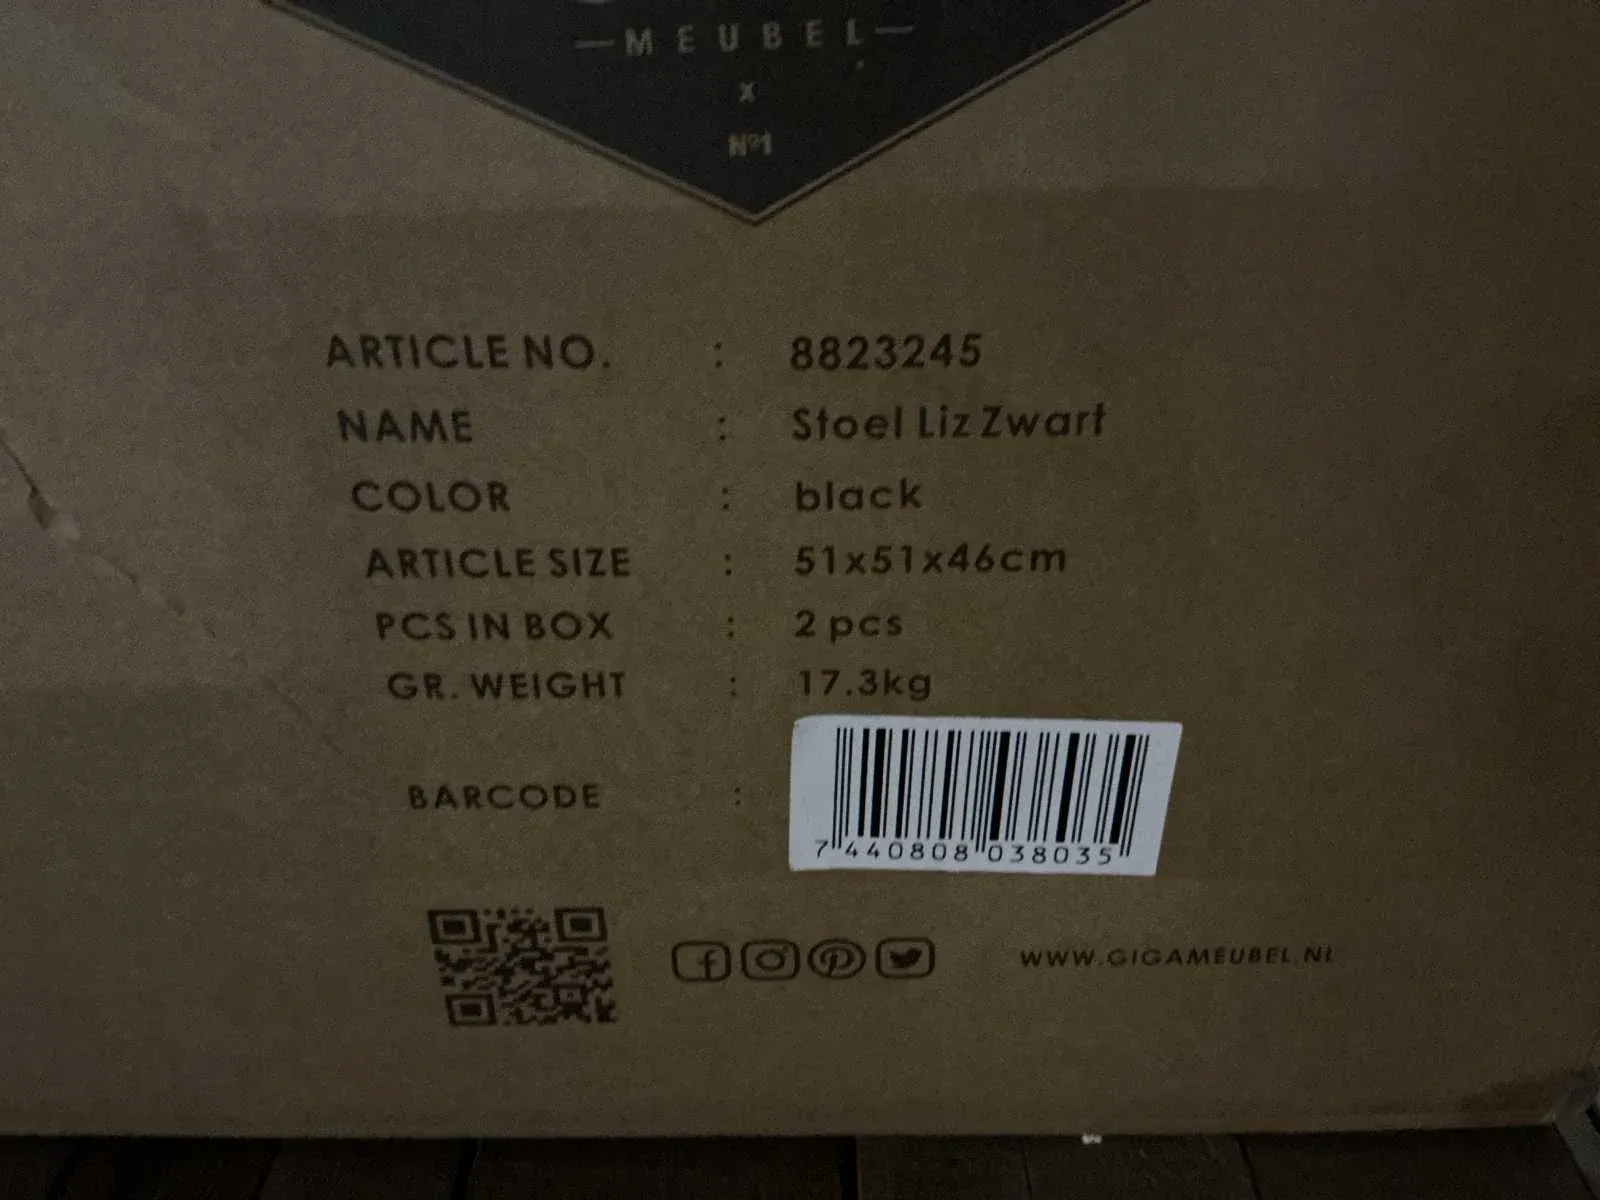 — MEUBEL —
x
Nº1
ARTICLE NO. : 8823245
NAME : Stoel Liz Zwart
COLOR : black
ARTICLE SIZE : 51x51x46cm
PCS IN BOX : 2 pcs
GR. WEIGHT : 17.3kg
BARCODE :
7 440808 038035
WWW.GIGAMEUBEL.NL